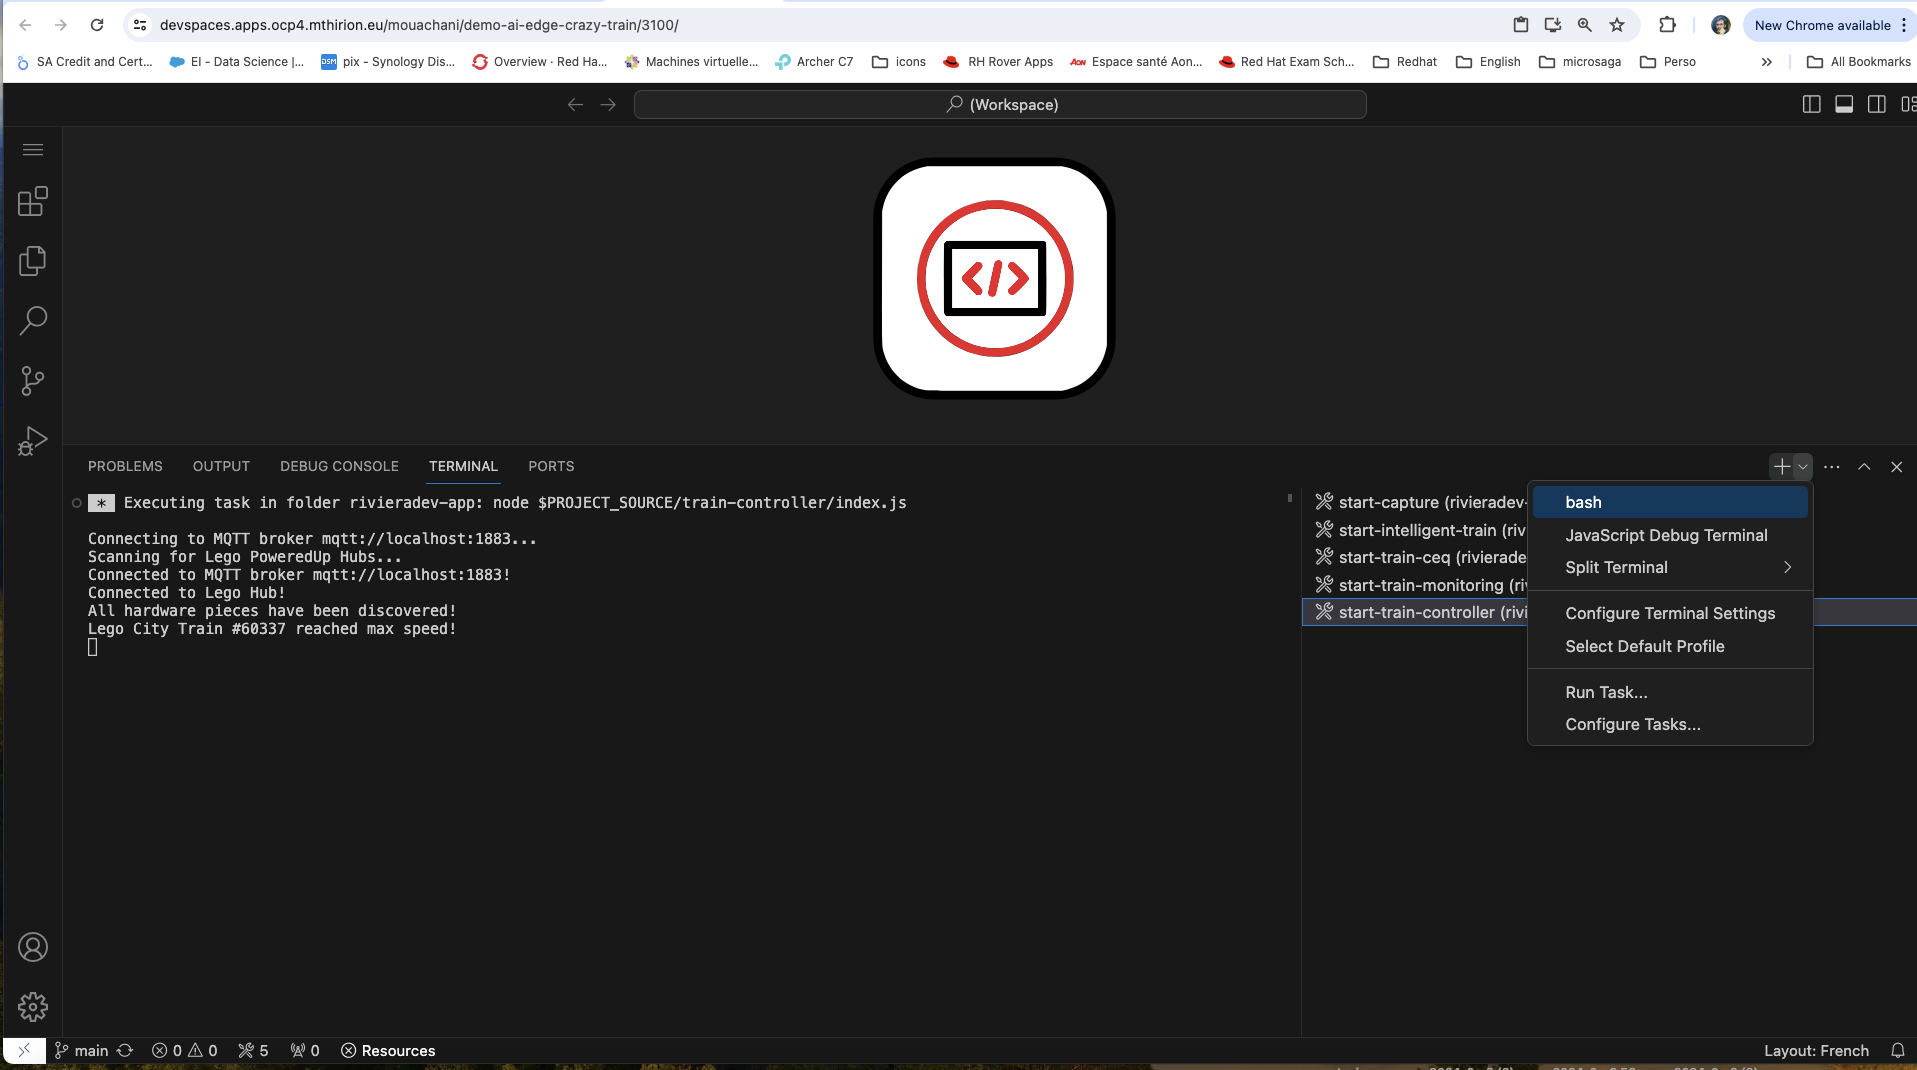 devspaces.apps.ocp4.mthirion.eu/mouachani/demo-ai-edge-crazy-train/3100/
New Chrome available
SA Credit and Cert...
EI - Data Science |...
DSM
pix - Synology Dis...
Overview · Red Ha...
Machines virtuelle...
Archer C7
icons
RH Rover Apps
AON
Espace santé Aon...
Red Hat Exam Sch...
Redhat
English
microsaga
Perso
»
All Bookmarks
(Workspace)
</>
PROBLEMS
OUTPUT
DEBUG CONSOLE
TERMINAL
PORTS
* Executing task in folder rivieradev-app: node $PROJECT_SOURCE/train-controller/index.js
Connecting to MQTT broker mqtt://localhost:1883...
Scanning for Lego PoweredUp Hubs...
Connected to MQTT broker mqtt://localhost:1883!
Connected to Lego Hub!
All hardware pieces have been discovered!
Lego City Train #60337 reached max speed!
start-capture (rivieradev-
start-intelligent-train (riv
start-train-ceq (rivierade
start-train-monitoring (riv
start-train-controller (rivi
bash
JavaScript Debug Terminal
Split Terminal
Configure Terminal Settings
Select Default Profile
Run Task...
Configure Tasks...
main
0
0
5
0
Resources
Layout: French